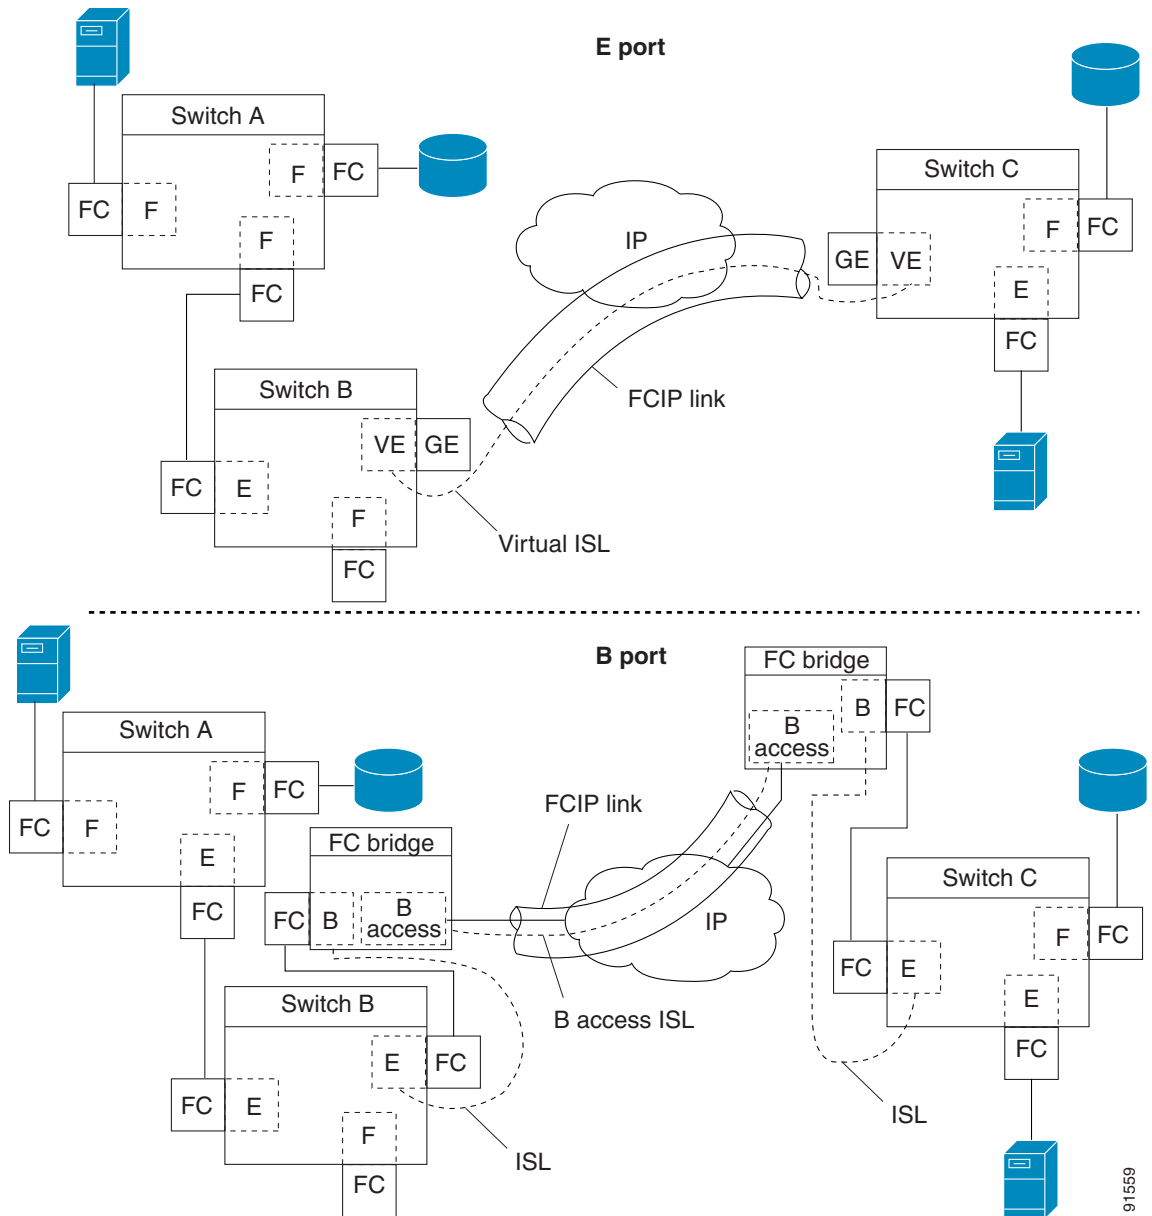 E port
Switch A
F FC
FC F
F
FC
IP
Switch C
F FC
GE VE
E
FC
FCIP link
Switch B
VE GE
FC E
F
FC
Virtual ISL
B port
FC bridge
B FC
B
access
Switch A
F FC
FC F
E
FC
FCIP link
FC bridge
FC B
B
access
IP
B access ISL
Switch C
F FC
FC E
E
FC
ISL
Switch B
E FC
FC E
F
FC
ISL
91559